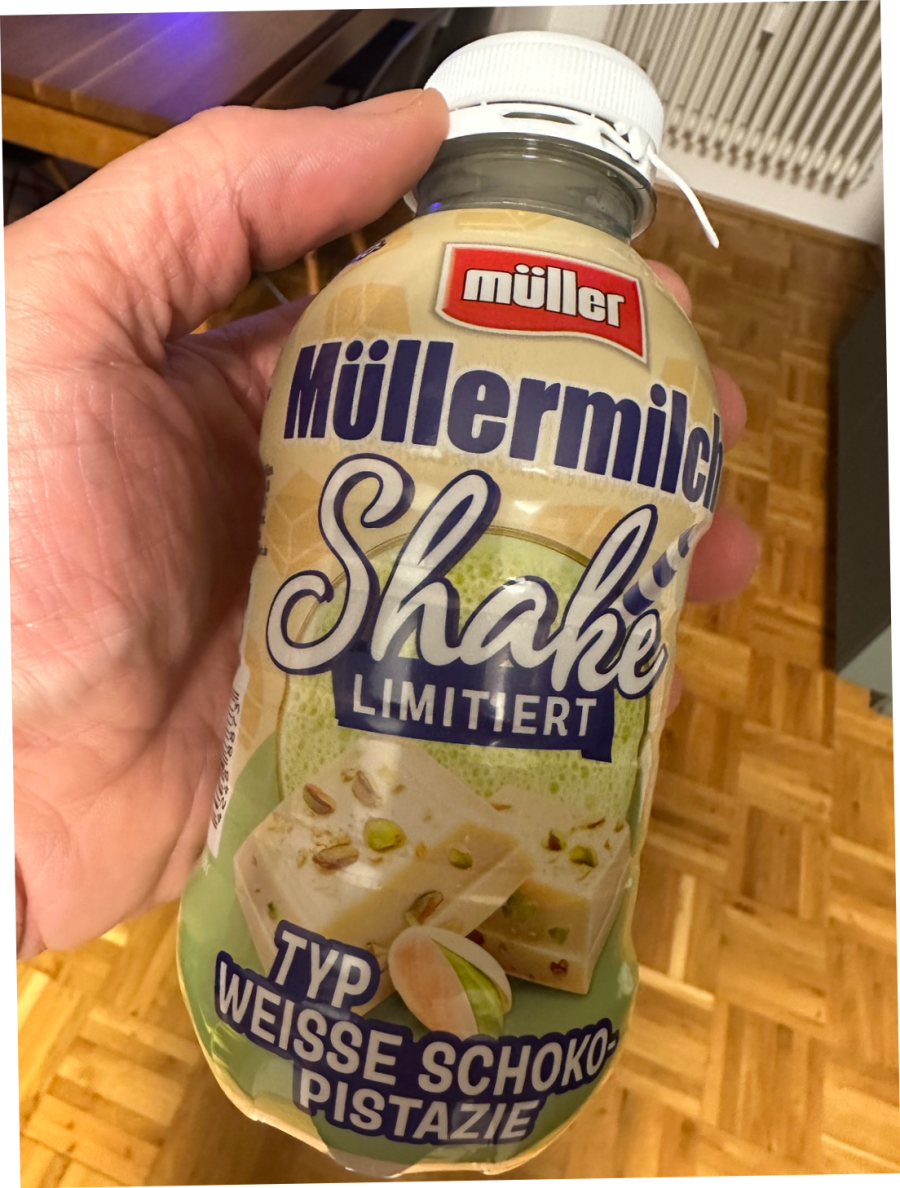 müller
Müllermilch
Shake
LIMITIERT
TYP
WEISSE SCHOKO-
PISTAZIE